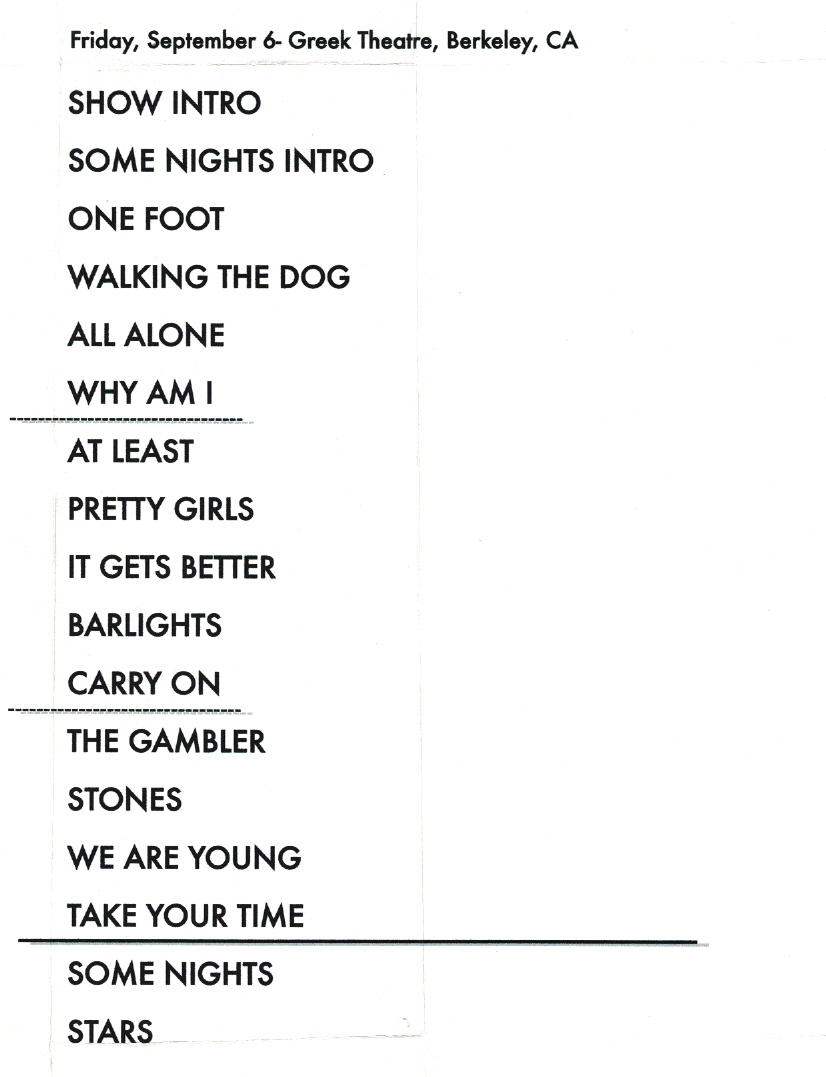 Friday, September 6- Greek Theatre, Berkeley, CA
SHOW INTRO
SOME NIGHTS INTRO
ONE FOOT
WALKING THE DOG
ALL ALONE
WHY AM I
AT LEAST
PRETTY GIRLS
IT GETS BETTER
BARLIGHTS
CARRY ON
THE GAMBLER
STONES
WE ARE YOUNG
TAKE YOUR TIME
SOME NIGHTS
STARS